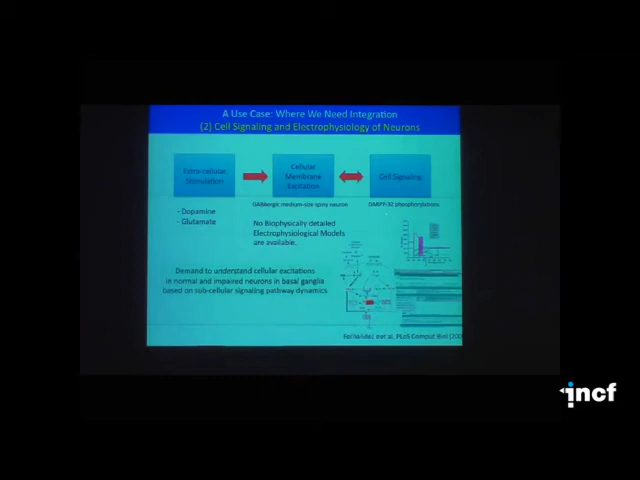 A Use Case: Where We Need Integration
(2) Cell Signaling and Electrophysiology of Neurons
Extra-cellular
Stimulation
Cellular
Membrane
Excitation
Cell Signaling
GABAergic medium-size spiny neuron
DARPP-32 phosphorylations
- Dopamine
- Glutamate
No Biophysically detailed
Electrophysiological Models
are available.
Demand to understand cellular excitations
in normal and impaired neurons in basal ganglia
based on sub-cellular signaling pathway dynamics
et al, PLoS Comput Biol
incf